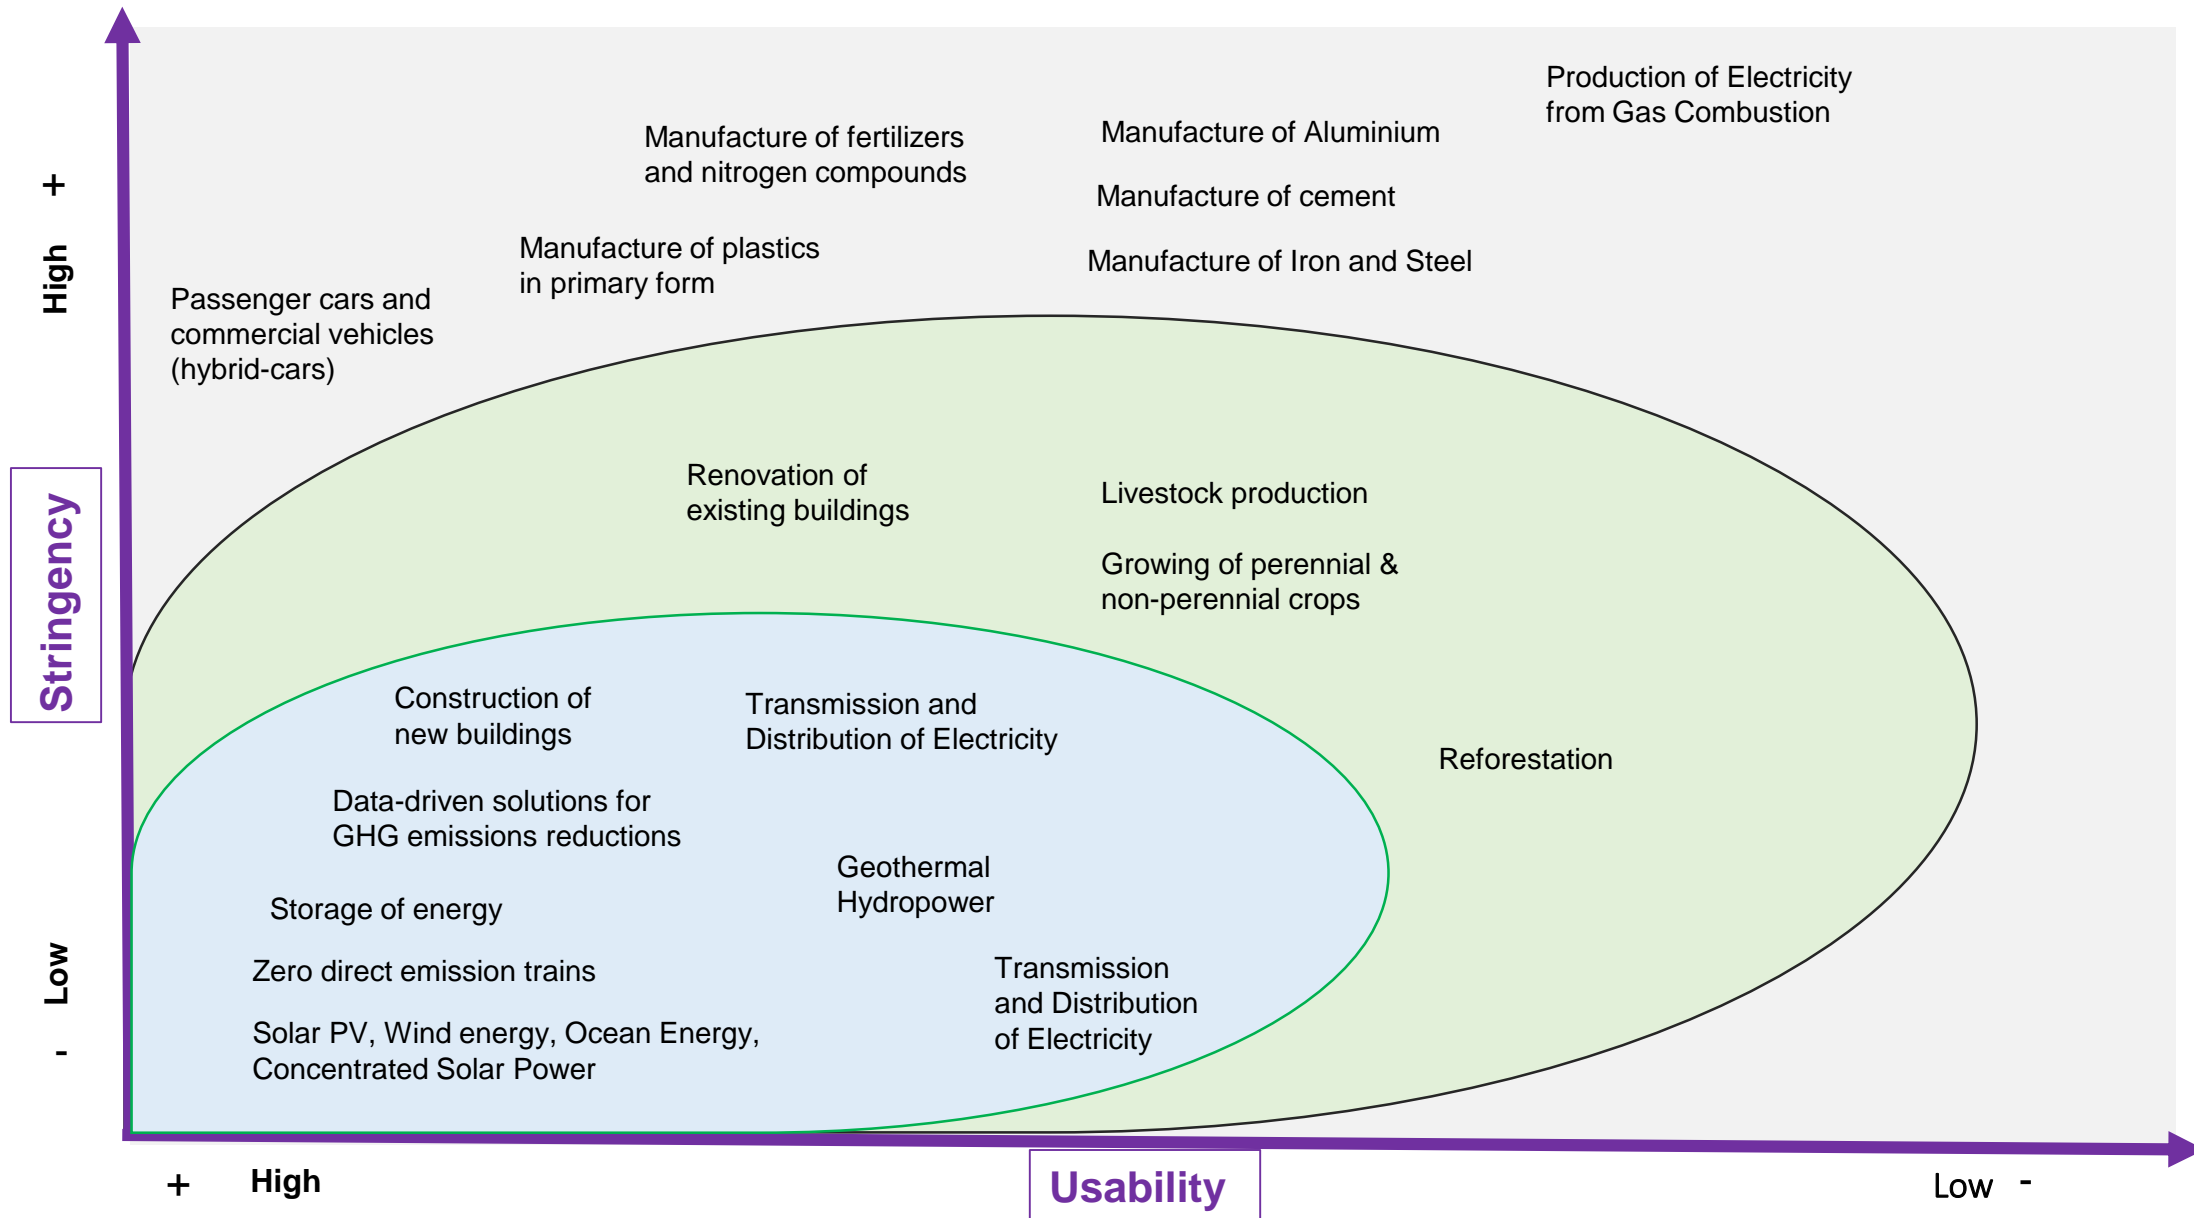 Production of Electricity
from Gas Combustion
Manufacture of fertilizers
and nitrogen compounds
Manufacture of Aluminium
Manufacture of cement
Manufacture of plastics
in primary form
Manufacture of Iron and Steel
Passenger cars and
commercial vehicles
(hybrid-cars)
+
High
Stringency
Low
-
Renovation of
existing buildings
Livestock production
Growing of perennial &
non-perennial crops
Construction of
new buildings
Transmission and
Distribution of Electricity
Reforestation
Data-driven solutions for
GHG emissions reductions
Geothermal
Hydropower
Storage of energy
Zero direct emission trains
Transmission
and Distribution
of Electricity
Solar PV, Wind energy, Ocean Energy,
Concentrated Solar Power
+ High
Usability
Low -